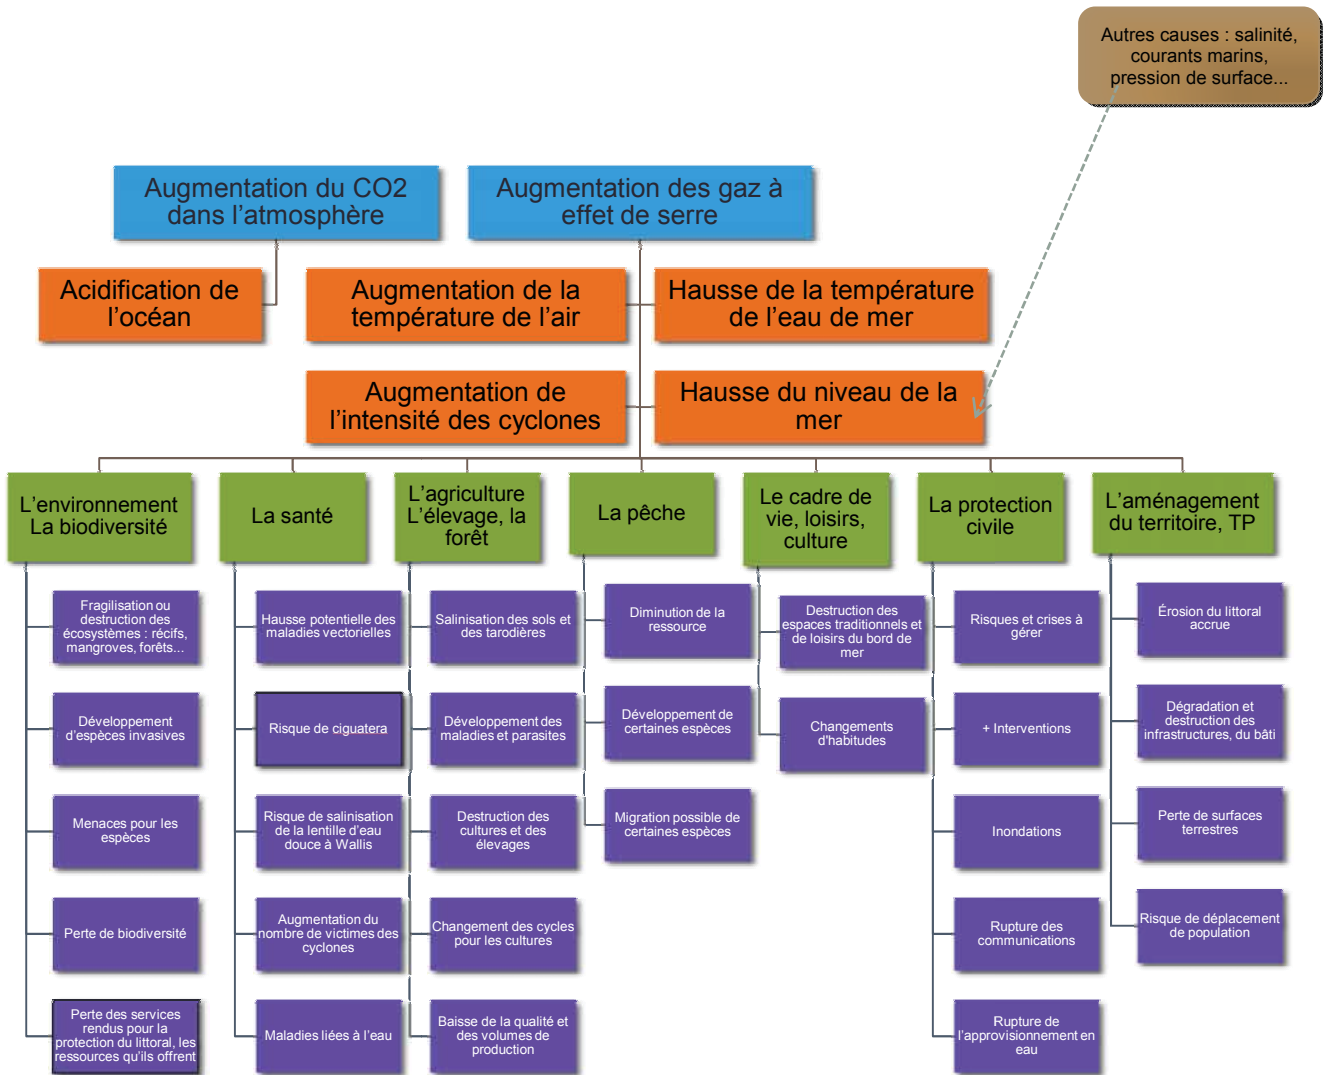 Autres causes : salinité,
courants marins,
pression de surface...
Augmentation du CO2
dans l’atmosphère
Augmentation des gaz à
effet de serre
Acidification de
l’océan
Augmentation de la
température de l’air
Hausse de la température
de l’eau de mer
Augmentation de
l’intensité des cyclones
Hausse du niveau de la
mer
L’environnement
La biodiversité
La santé
L’agriculture
L’élevage, la
forêt
La pêche
Le cadre de
vie, loisirs,
culture
La protection
civile
L’aménagement
du territoire, TP
Fragilisation ou
destruction des
écosystèmes : récifs,
mangroves, forêts...
Développement
d’espèces invasives
Menaces pour les
espèces
Perte de biodiversité
Perte des services
rendus pour la
protection du littoral, les
ressources qu’ils offrent
Hausse potentielle des
maladies vectorielles
Risque de ciguatera
Risque de salinisation
de la lentille d’eau
douce à Wallis
Augmentation du
nombre de victimes des
cyclones
Maladies liées à l’eau
Salinisation des sols et
des tarodières
Développement des
maladies et parasites
Destruction des
cultures et des
élevages
Changement des cycles
pour les cultures
Baisse de la qualité et
des volumes de
production
Diminution de la
ressource
Développement de
certaines espèces
Migration possible de
certaines espèces
Destruction des
espaces traditionnels et
de loisirs du bord de
mer
Changements
d’habitudes
Risques et crises à
gérer
+ Interventions
Inondations
Rupture des
communications
Rupture de
l’approvisionnement en
eau
Érosion du littoral
accrue
Dégradation et
destruction des
infrastructures, du bâti
Perte de surfaces
terrestres
Risque de déplacement
de population